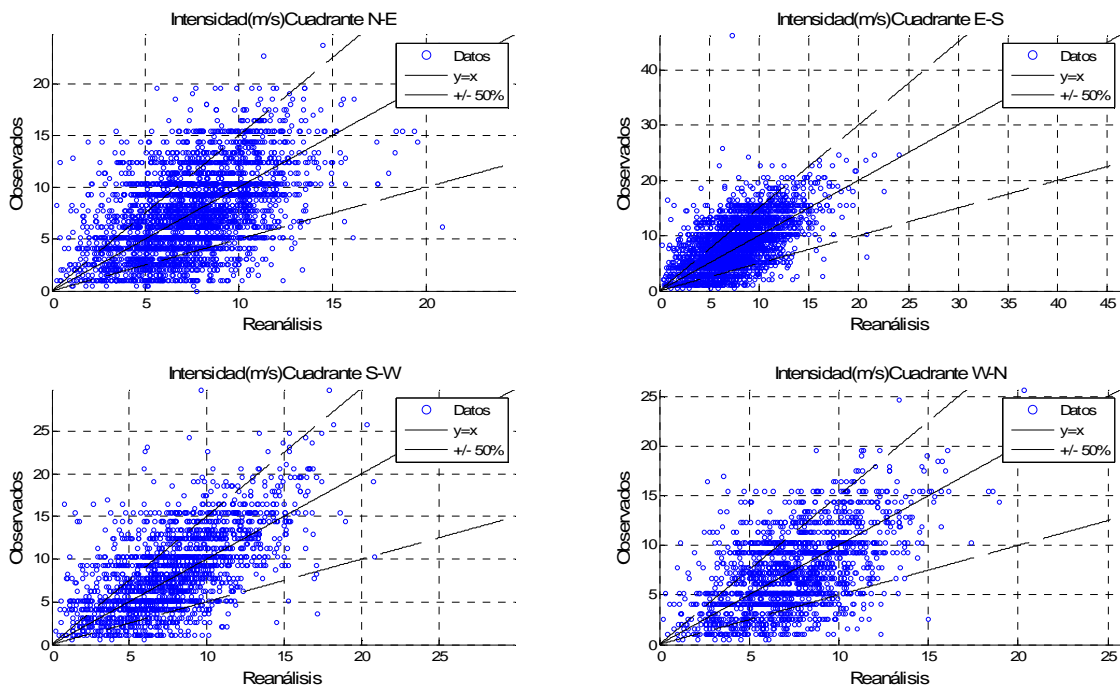 Intensidad(m/s)Cuadrante N-E
Observados
20
15
10
5
0
0 5 10 15 20
Reanálisis
Datos
y=x
+/- 50%
Intensidad(m/s)Cuadrante E-S
Observados
40
30
20
10
0
0 5 10 15 20 25 30 35 40 45
Reanálisis
Datos
y=x
+/- 50%
Intensidad(m/s)Cuadrante S-W
Observados
25
20
15
10
5
0
0 5 10 15 20 25
Reanálisis
Datos
y=x
+/- 50%
Intensidad(m/s)Cuadrante W-N
Observados
25
20
15
10
5
0
0 5 10 15 20 25
Reanálisis
Datos
y=x
+/- 50%